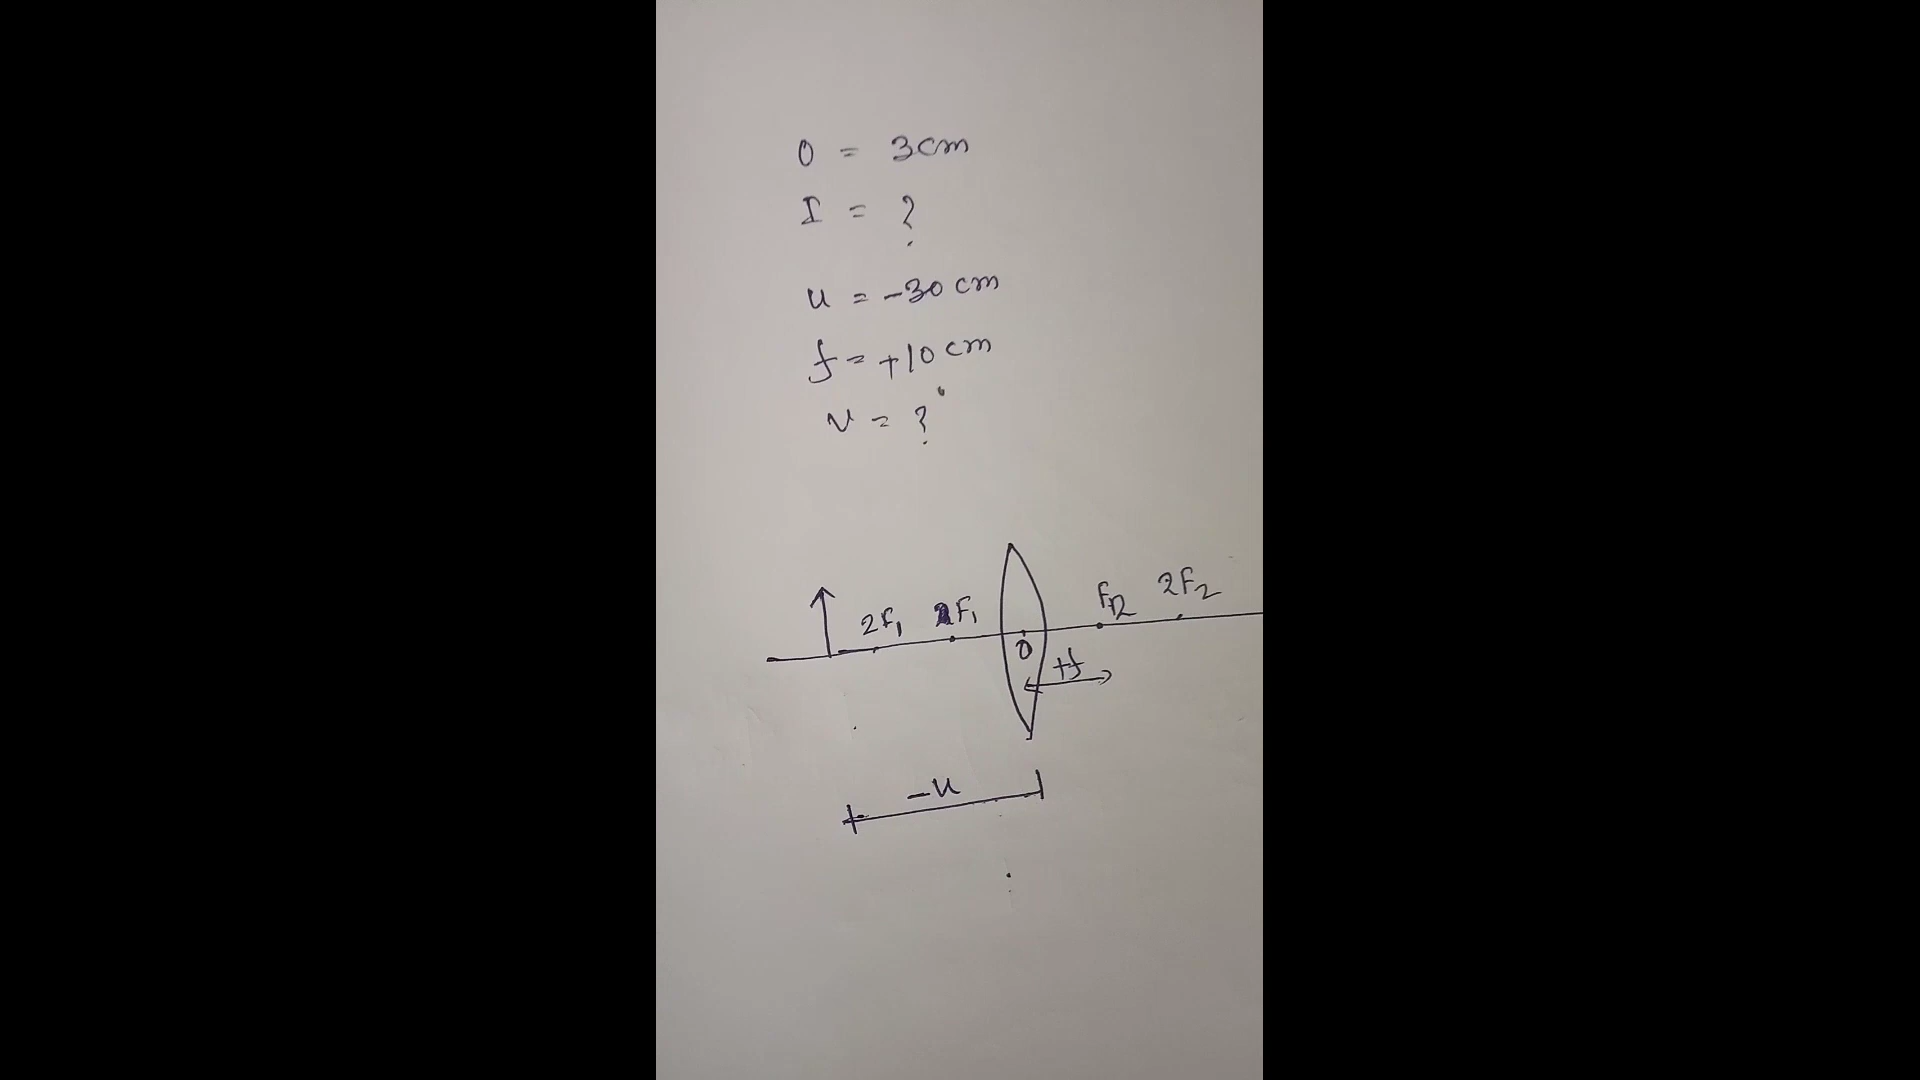 O = 3cm
I = ?
u = -30 cm
f = +10 cm
v = ?
2F₁ F₁ F₂ 2F₂
O
+f
-u